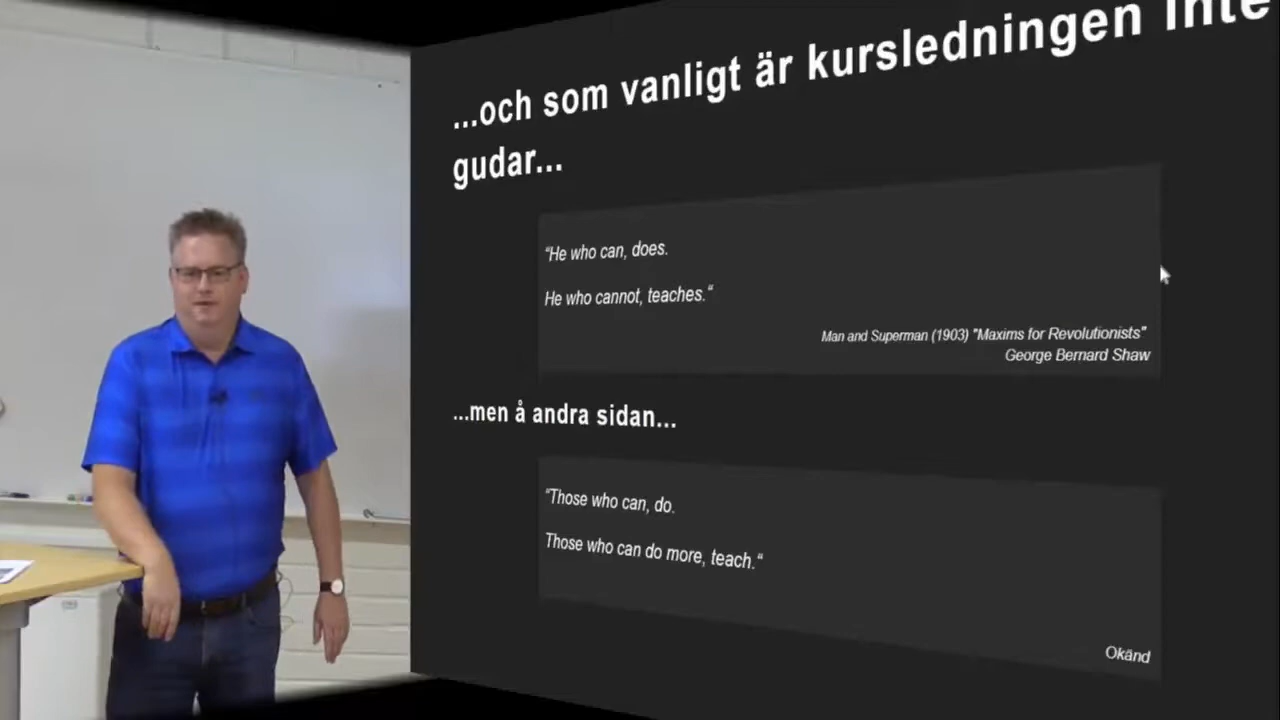 ...och som vanligt är kursledningen inte
gudar...
"He who can, does.
He who cannot, teaches."
Man and Superman (1903) "Maxims for Revolutionists"
George Bernard Shaw
...men å andra sidan...
"Those who can, do.
Those who can do more, teach."
Okänd